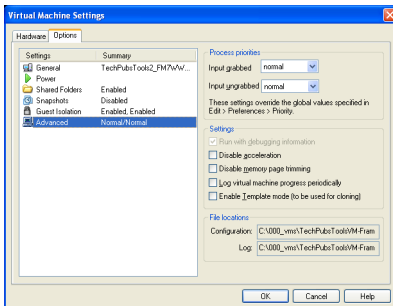 Virtual Machine Settings
Hardware Options
Settings Summary
General TechPubsTools2_FM7WW...
Power
Shared Folders Enabled
Snapshots Disabled
Guest Isolation Enabled, Enabled
Advanced Normal/Normal
Process priorities
Input grabbed normal
Input ungrabbed normal
These settings override the global values specified in
Edit > Preferences > Priority.
Settings
Run with debugging information
Disable acceleration
Disable memory page trimming
Log virtual machine progress periodically
Enable Template mode (to be used for cloning)
File locations
Configuration: C:\000_vms\TechPubsToolsVM-Fram
Log: C:\000_vms\TechPubsToolsVM-Fram
OK Cancel Help